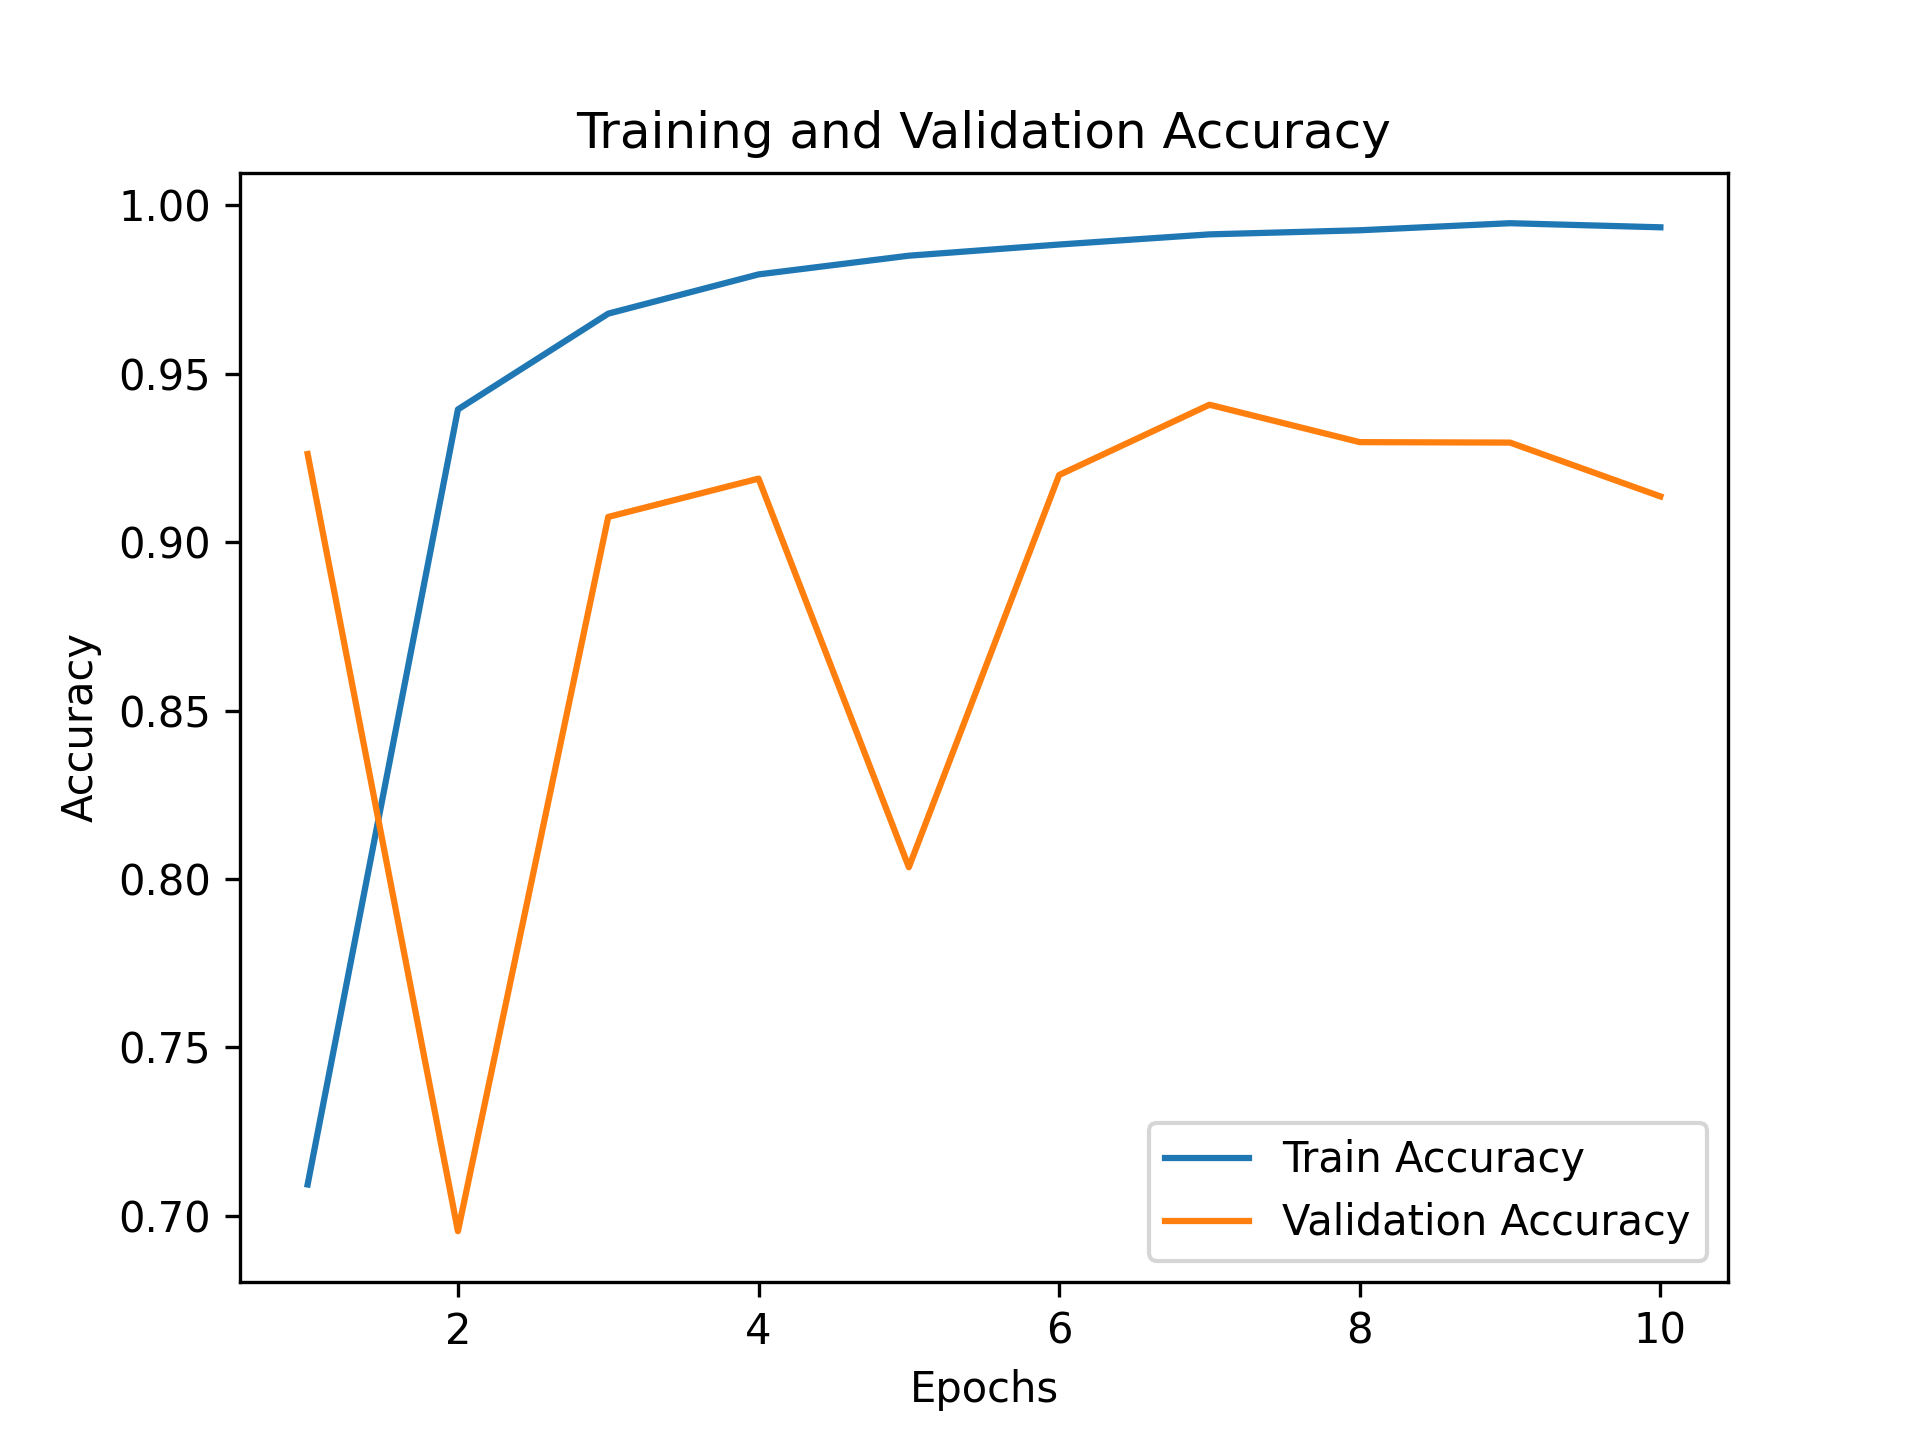 Training and Validation Accuracy
1.00
0.95
0.90
0.85
0.80
0.75
0.70
Accuracy
Train Accuracy
Validation Accuracy
2 4 6 8 10
Epochs